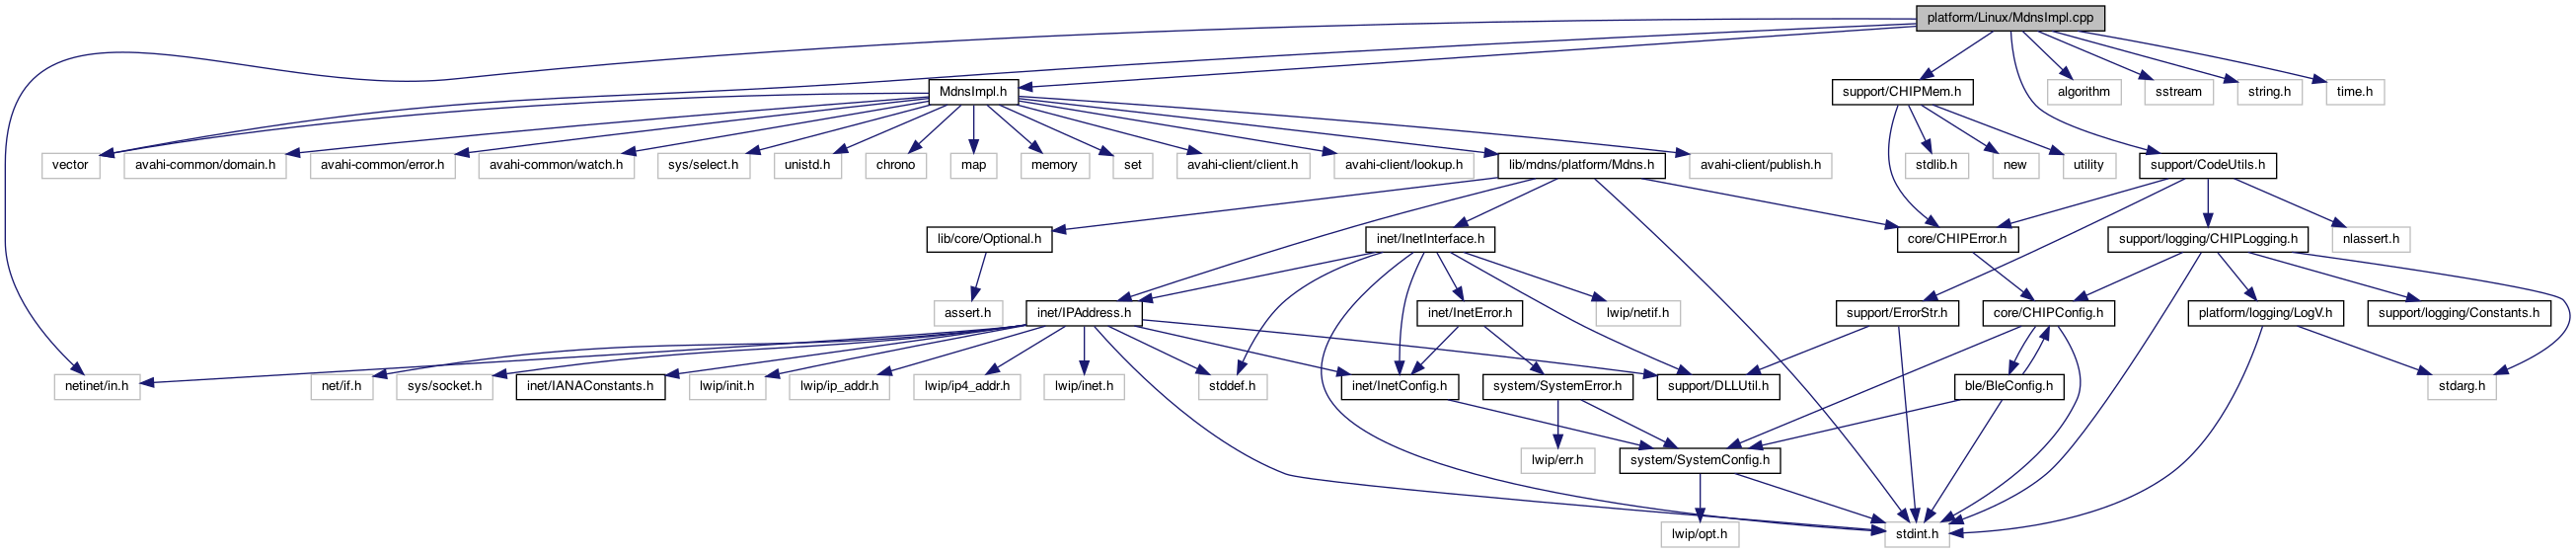 platform/Linux/MdnsImpl.cpp
MdnsImpl.h
support/CHIPMem.h
algorithm
sstream
string.h
time.h
vector
avahi-common/domain.h
avahi-common/error.h
avahi-common/watch.h
sys/select.h
unistd.h
chrono
map
memory
set
avahi-client/client.h
avahi-client/lookup.h
lib/mdns/platform/Mdns.h
avahi-client/publish.h
stdlib.h
new
utility
support/CodeUtils.h
lib/core/Optional.h
inet/InetInterface.h
core/CHIPError.h
support/logging/CHIPLogging.h
nlassert.h
assert.h
inet/IPAddress.h
inet/InetError.h
lwip/netif.h
support/ErrorStr.h
core/CHIPConfig.h
platform/logging/LogV.h
support/logging/Constants.h
netinet/in.h
net/if.h
sys/socket.h
inet/IANAConstants.h
lwip/init.h
lwip/ip_addr.h
lwip/ip4_addr.h
lwip/inet.h
stddef.h
inet/InetConfig.h
system/SystemError.h
support/DLLUtil.h
ble/BleConfig.h
stdarg.h
lwip/err.h
system/SystemConfig.h
lwip/opt.h
stdint.h